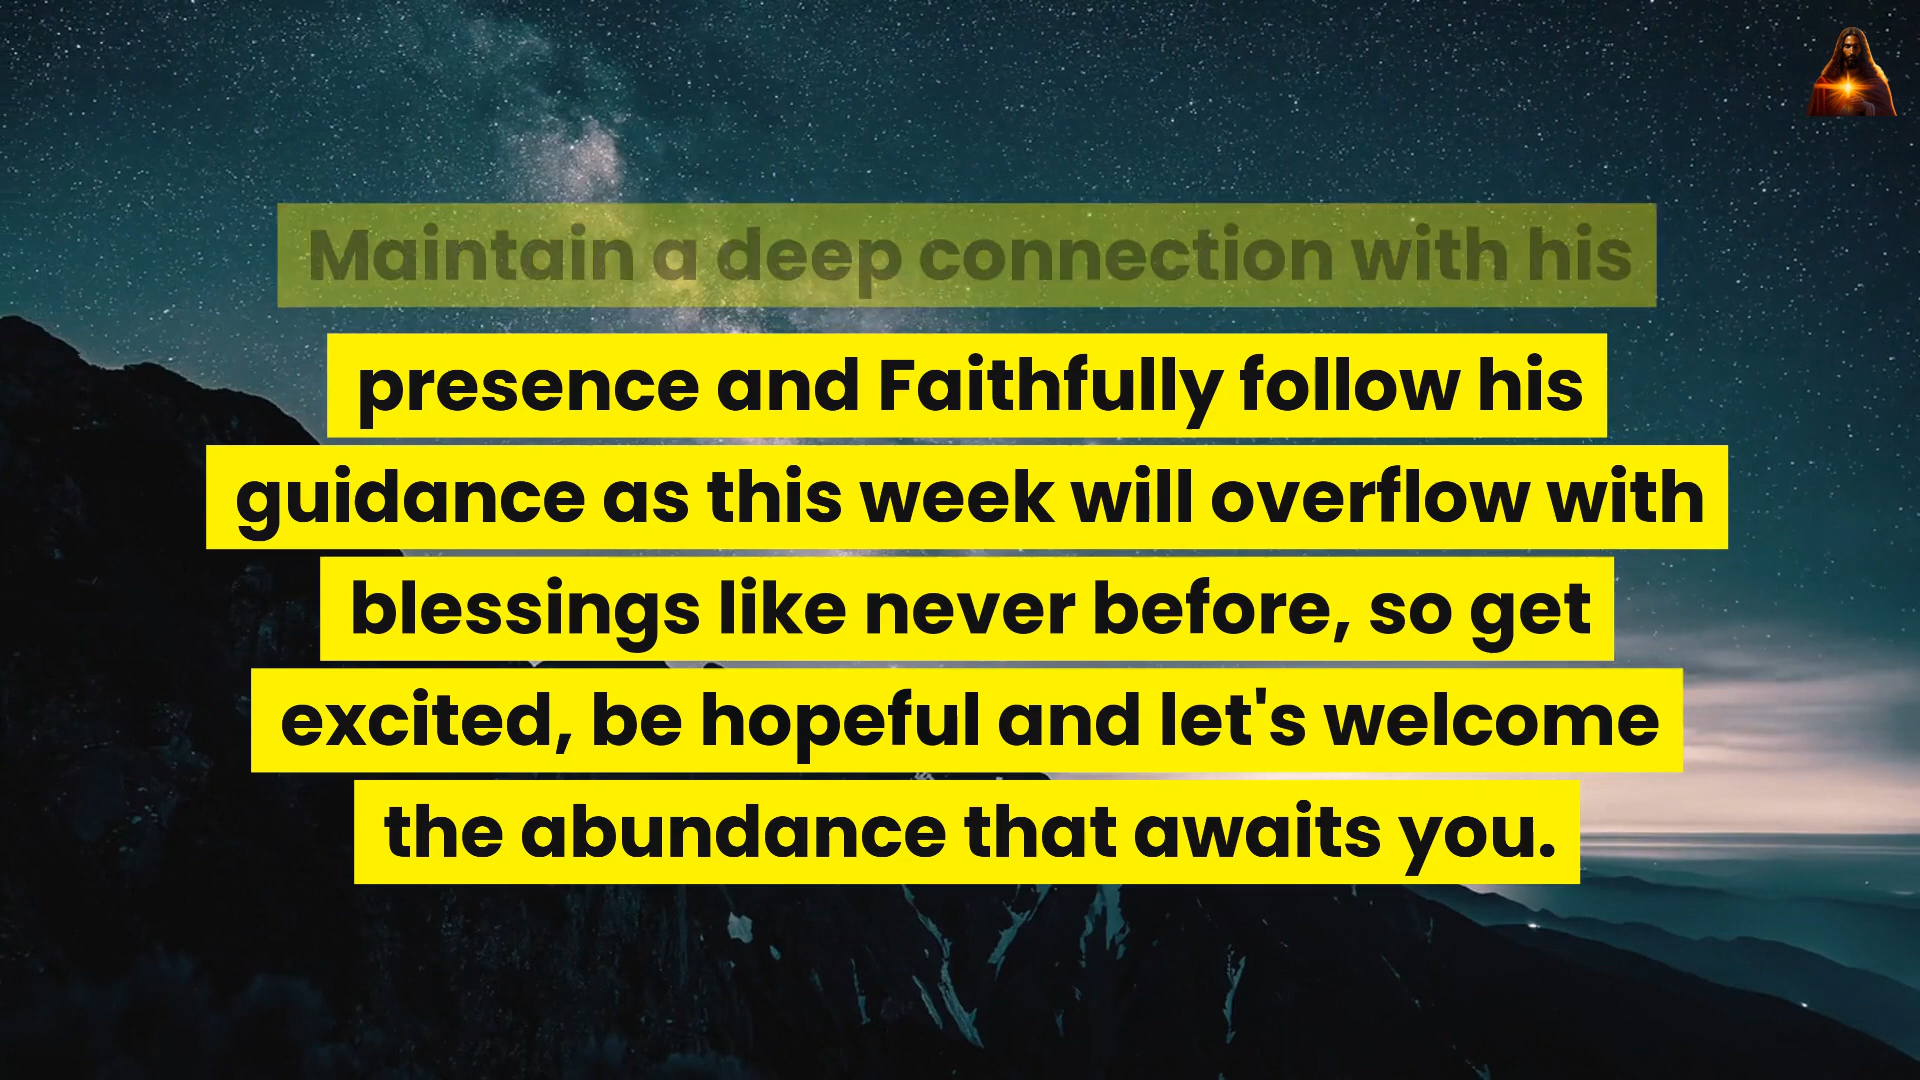 Maintain a deep connection with his
presence and Faithfully follow his
guidance as this week will overflow with
blessings like never before, so get
excited, be hopeful and let's welcome
the abundance that awaits you.